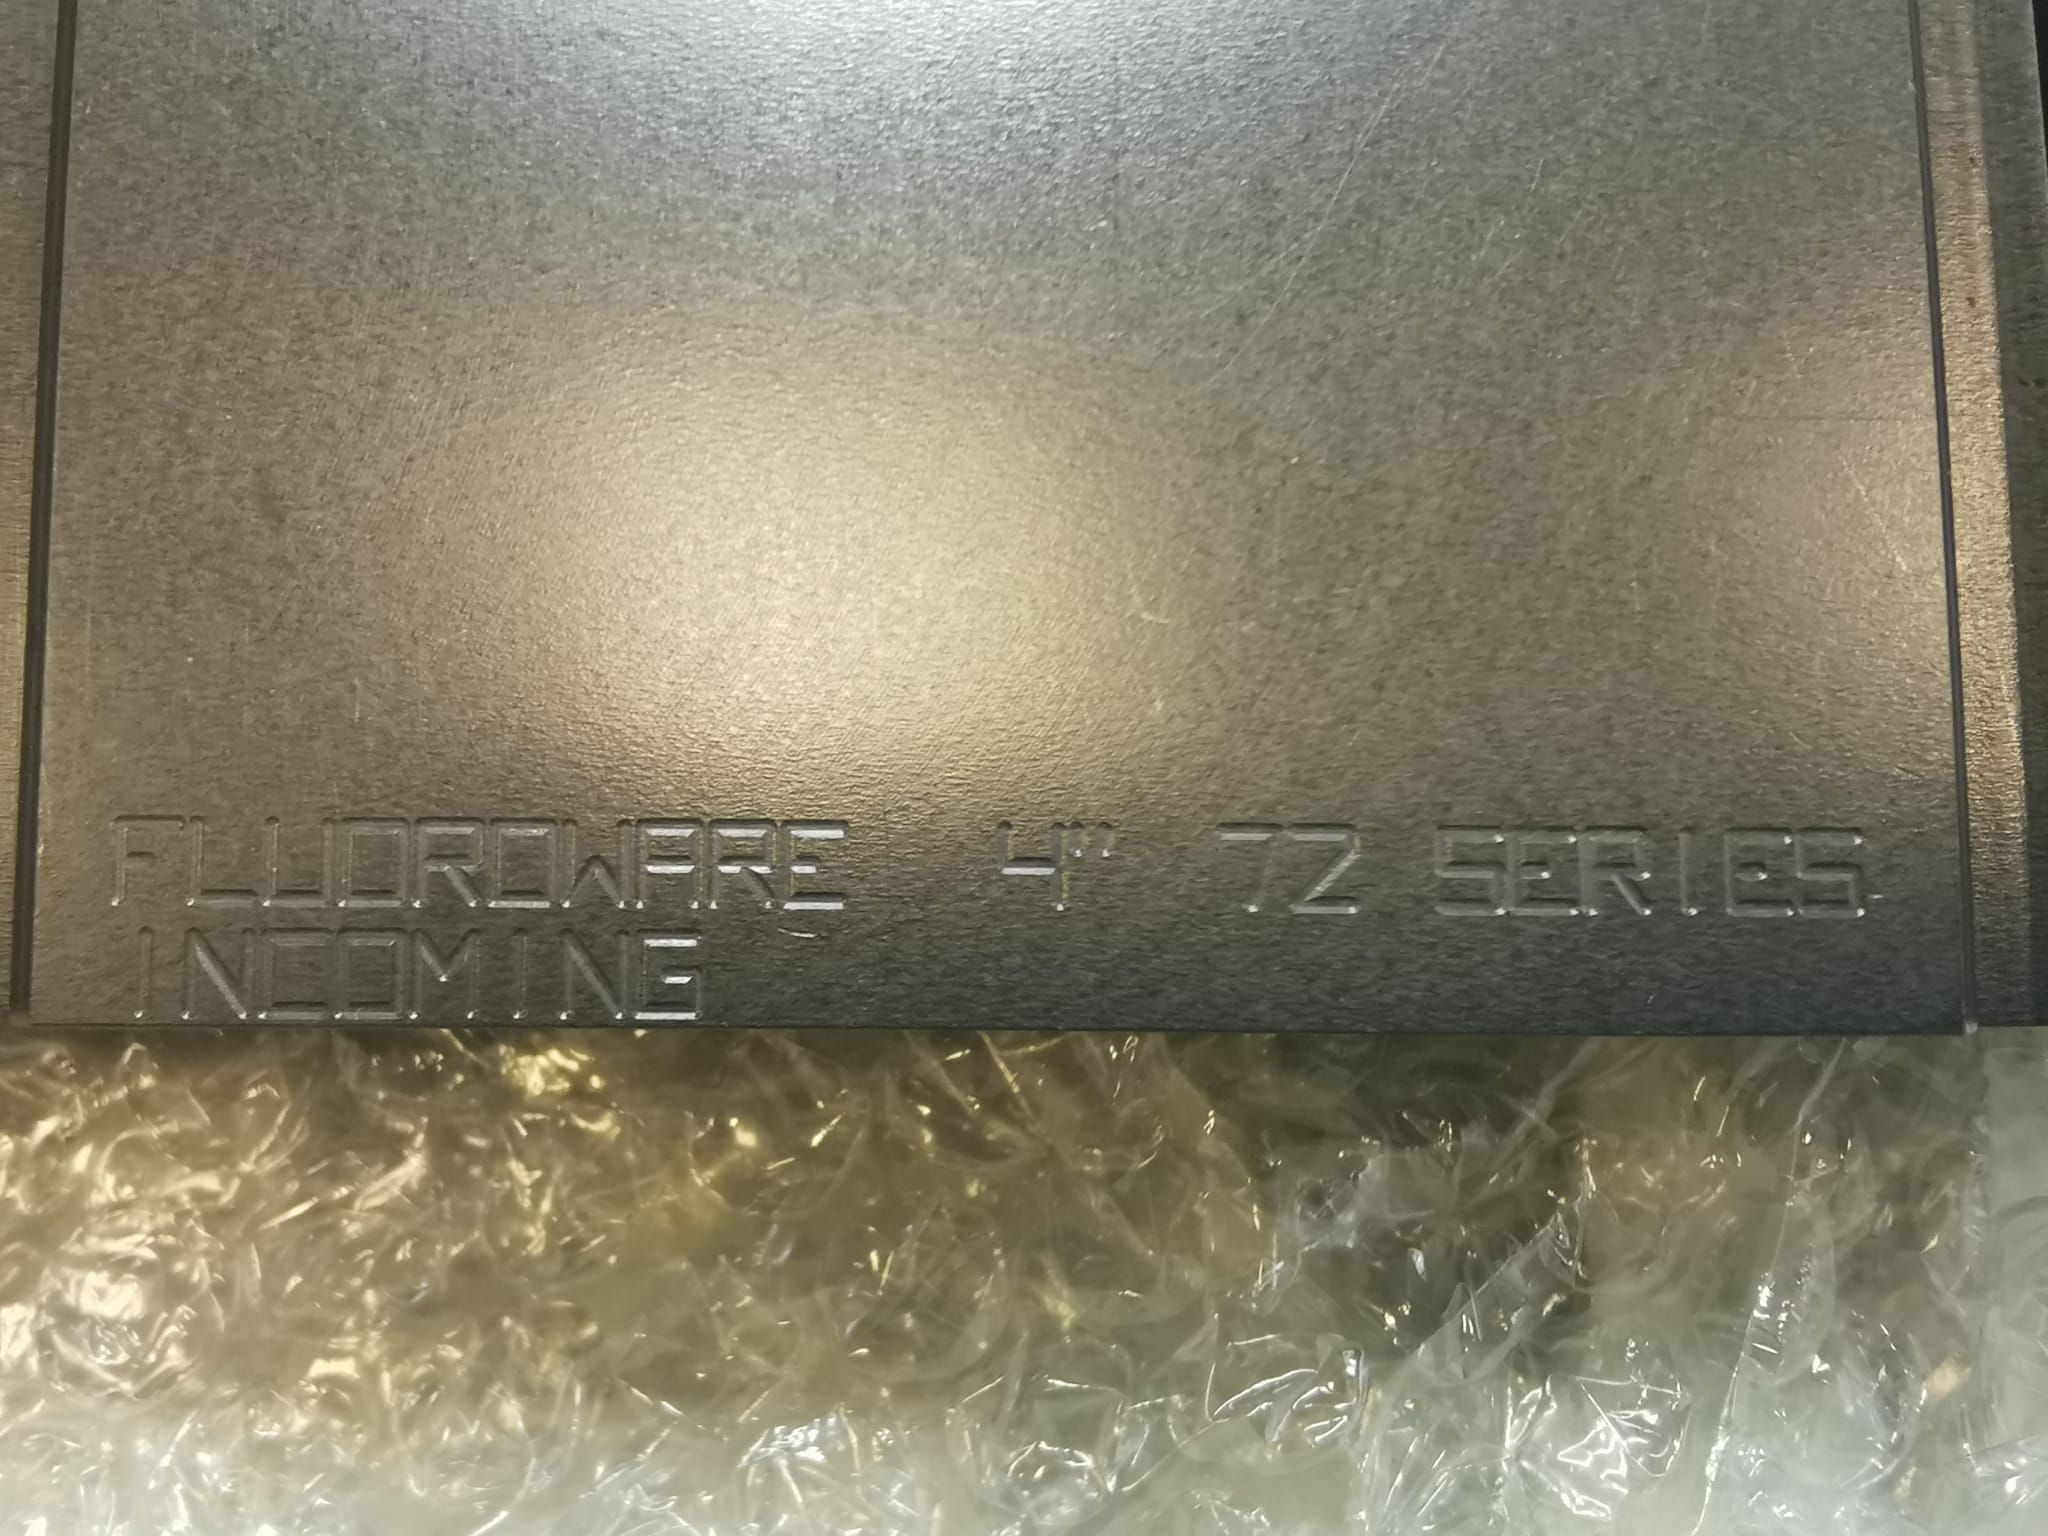 FLUOROWARE 4" 72 SERIES
INCOMING